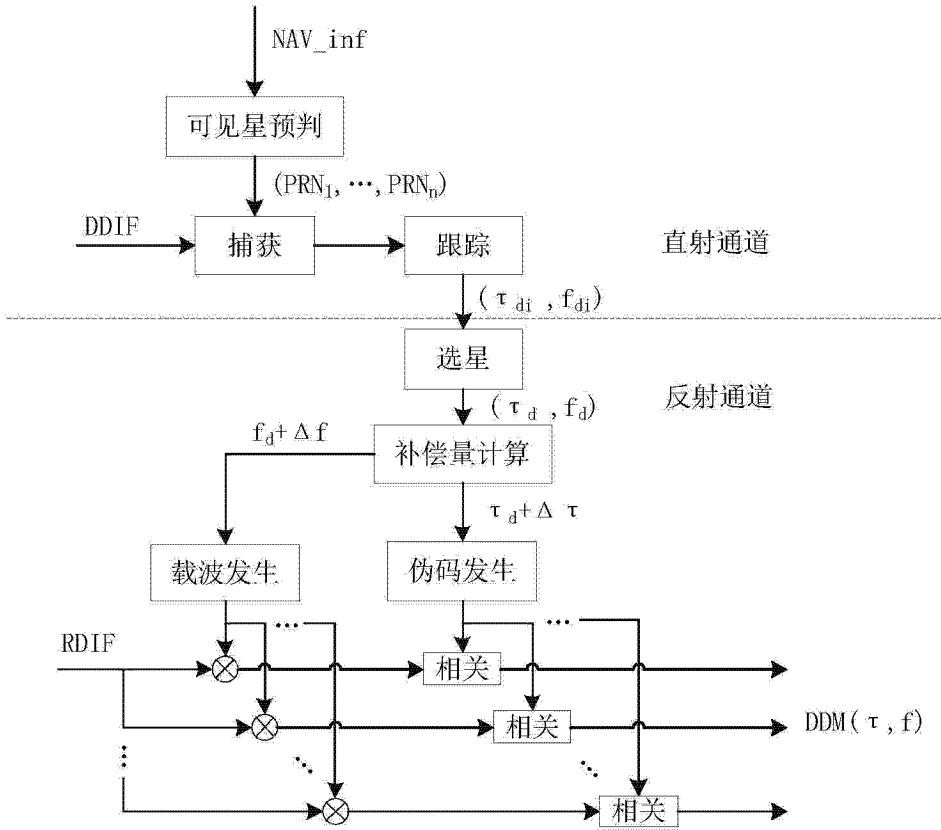 NAV_inf
可见星预判
(PRN₁,⋯,PRNₙ)
DDIF
捕获
跟踪
直射通道
(τdi ,fdi)
选星
反射通道
(τd ,fd)
fd+Δf
补偿量计算
τd+Δ τ
载波发生
伪码发生
⋯
⋯
RDIF
相关
相关
DDM(τ,f)
⋯
⋯
⋯
相关